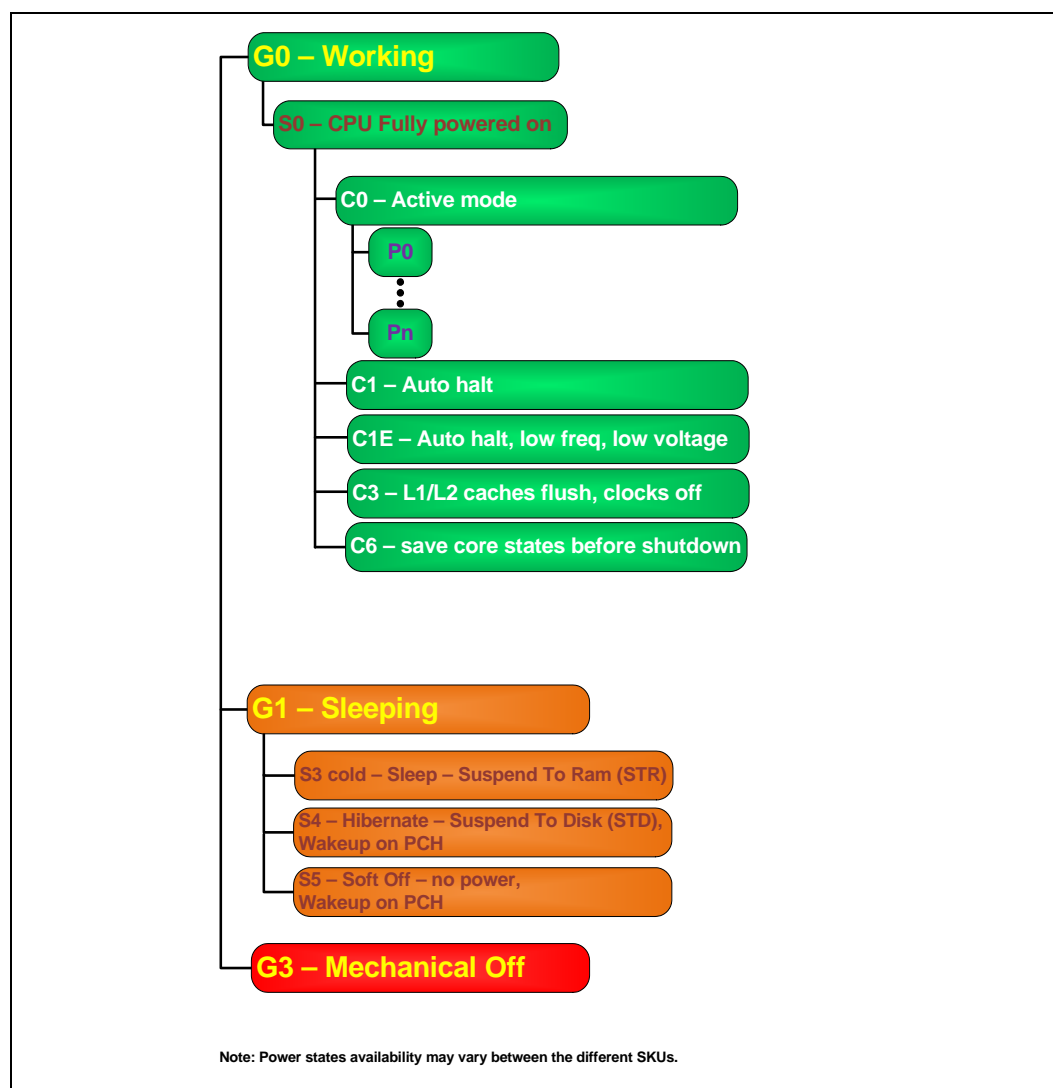 G0 – Working
S0 – CPU Fully powered on
C0 – Active mode
P0
Pn
C1 – Auto halt
C1E – Auto halt, low freq, low voltage
C3 – L1/L2 caches flush, clocks off
C6 – save core states before shutdown
G1 – Sleeping
S3 cold – Sleep – Suspend To Ram (STR)
S4 – Hibernate – Suspend To Disk (STD),
Wakeup on PCH
S5 – Soft Off – no power,
Wakeup on PCH
G3 – Mechanical Off
Note: Power states availability may vary between the different SKUs.